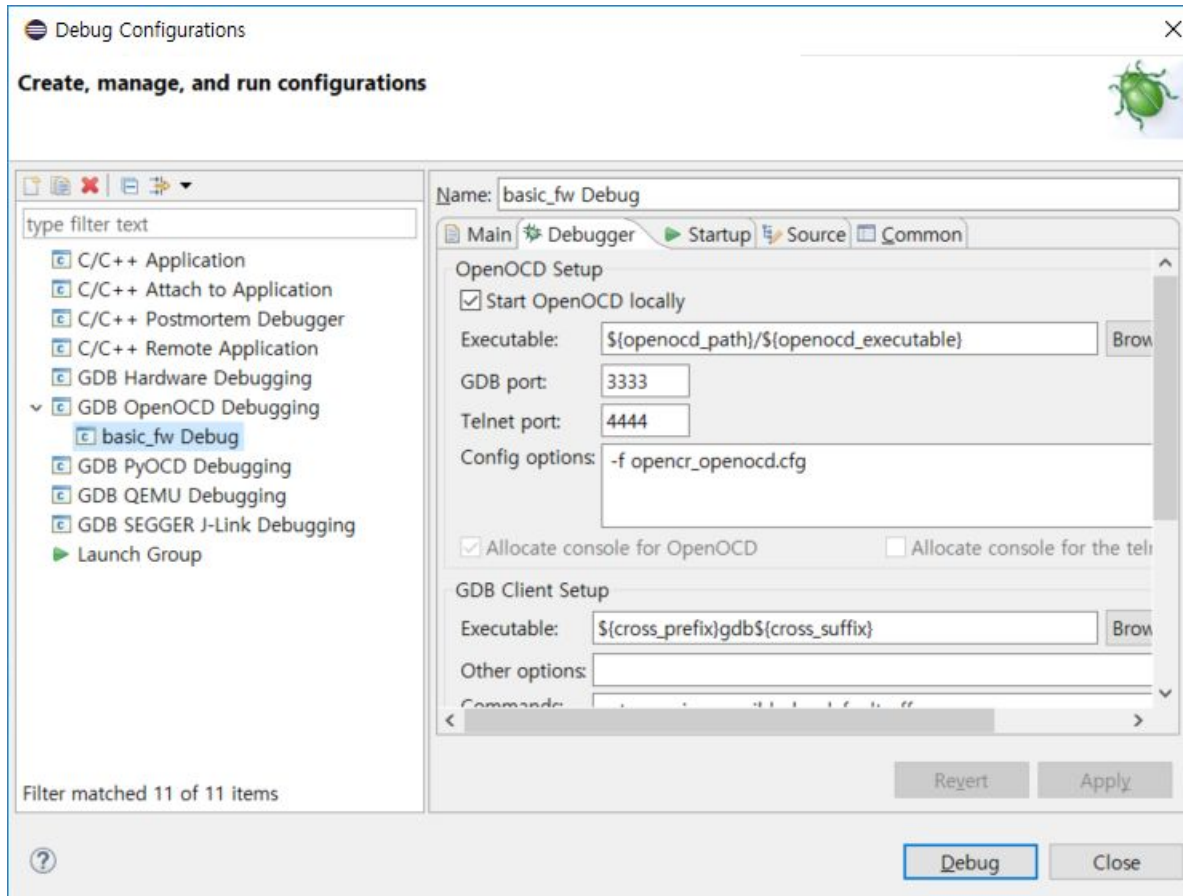 Debug Configurations
Create, manage, and run configurations
type filter text
C/C++ Application
C/C++ Attach to Application
C/C++ Postmortem Debugger
C/C++ Remote Application
GDB Hardware Debugging
GDB OpenOCD Debugging
basic_fw Debug
GDB PyOCD Debugging
GDB QEMU Debugging
GDB SEGGER J-Link Debugging
Launch Group
Filter matched 11 of 11 items
Name: basic_fw Debug
Main Debugger Startup Source Common
OpenOCD Setup
Start OpenOCD locally
Executable: ${openocd_path}/${openocd_executable} Brow
GDB port: 3333
Telnet port: 4444
Config options: -f opencr_openocd.cfg
Allocate console for OpenOCD Allocate console for the teln
GDB Client Setup
Executable: ${cross_prefix}gdb${cross_suffix} Brow
Other options:
Commands:
Revert Apply
Debug Close